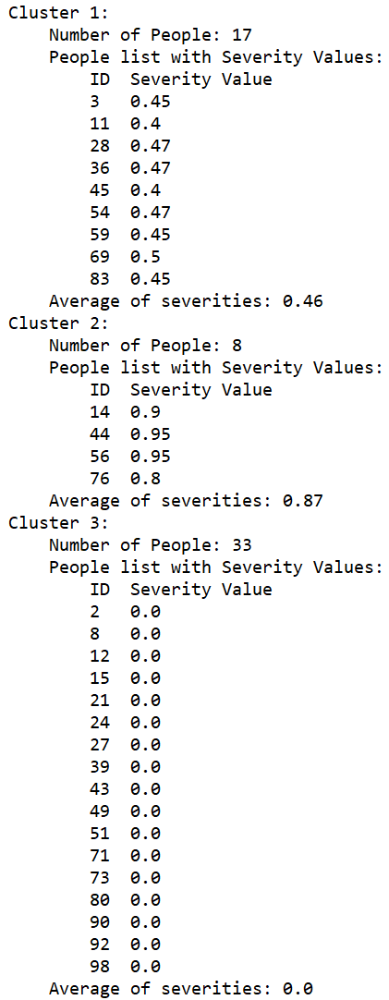 Cluster 1:
Number of People: 17
People list with Severity Values:
ID Severity Value
3 0.45
11 0.4
28 0.47
36 0.47
45 0.4
54 0.47
59 0.45
69 0.5
83 0.45
Average of severities: 0.46
Cluster 2:
Number of People: 8
People list with Severity Values:
ID Severity Value
14 0.9
44 0.95
56 0.95
76 0.8
Average of severities: 0.87
Cluster 3:
Number of People: 33
People list with Severity Values:
ID Severity Value
2 0.0
8 0.0
12 0.0
15 0.0
21 0.0
24 0.0
27 0.0
39 0.0
43 0.0
49 0.0
51 0.0
71 0.0
73 0.0
80 0.0
90 0.0
92 0.0
98 0.0
Average of severities: 0.0